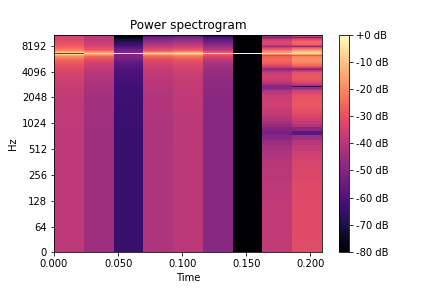 Power spectrogram
Hz
8192
4096
2048
1024
512
256
128
64
0
0.000 0.050 0.100 0.150 0.200
Time
+0 dB
-10 dB
-20 dB
-30 dB
-40 dB
-50 dB
-60 dB
-70 dB
-80 dB